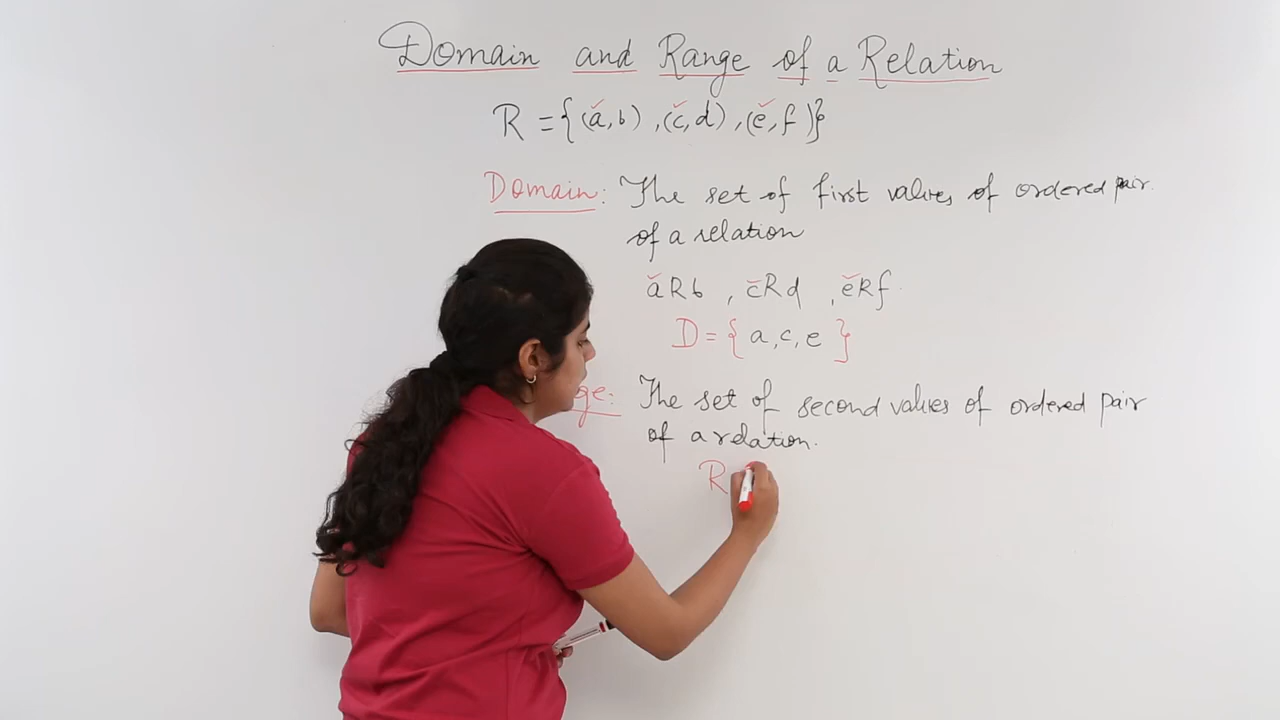 Domain and Range of a Relation
R = {(a,b) , (c,d) , (e,f)}
Domain: The set of first values of ordered pair.
of a relation
aRb , cRd , eRf.
D = { a, c, e }
ge: The set of second values of ordered pair
of a relation.
R